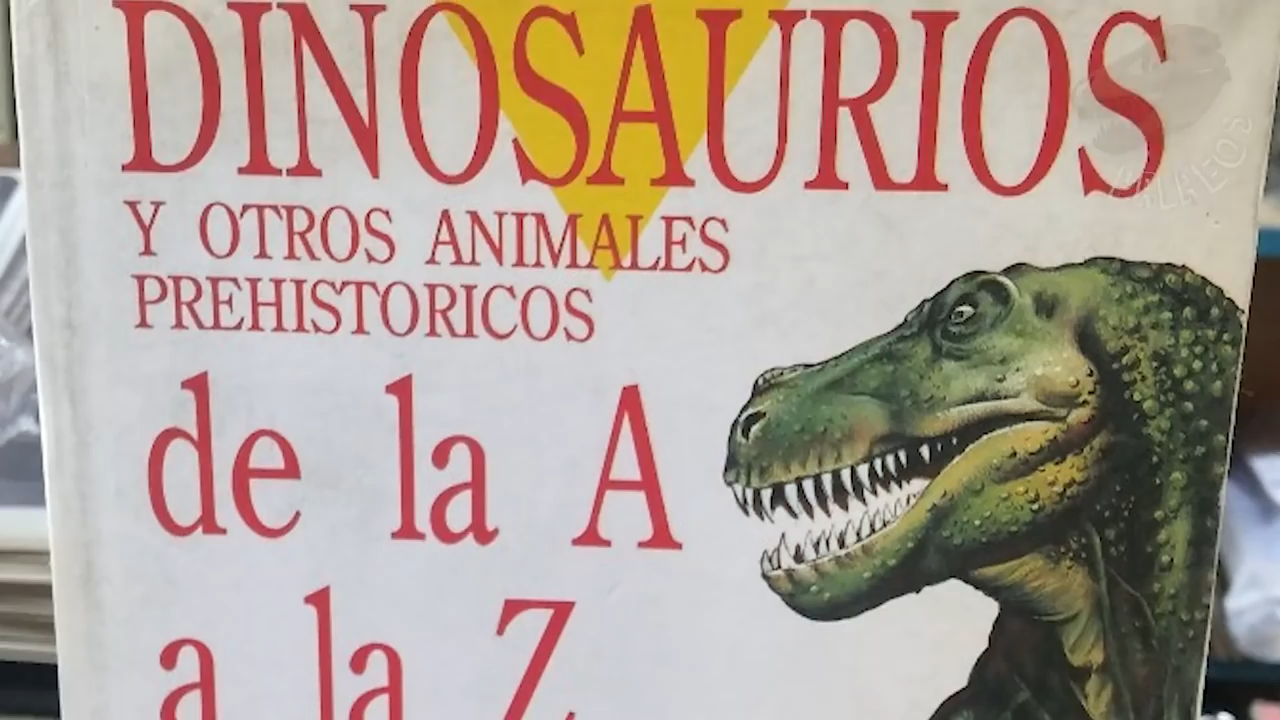 DINOSAURIOS
Y OTROS ANIMALES
PREHISTORICOS
de la A
a la Z